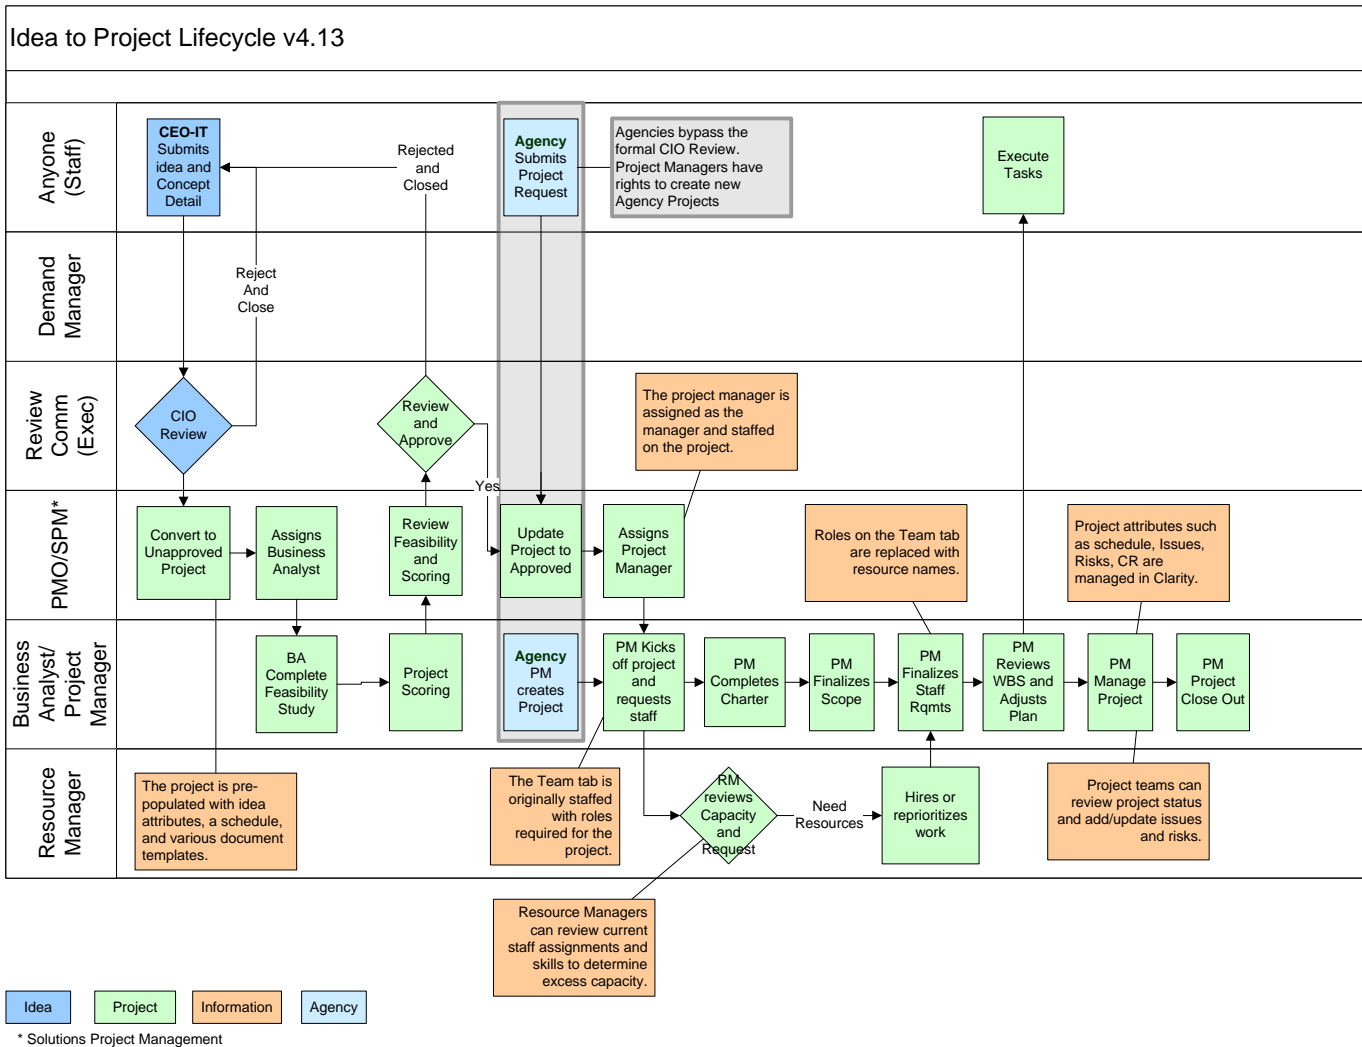 Idea to Project Lifecycle v4.13
Anyone
(Staff)
CEO-IT
Submits
idea and
Concept
Detail
Rejected
and
Closed
Agency
Submits
Project
Request
Agencies bypass the
formal CIO Review.
Project Managers have
rights to create new
Agency Projects
Execute
Tasks
Demand
Manager
Reject
And
Close
Review
Comm
(Exec)
CIO
Review
Review
and
Approve
Yes
The project manager is
assigned as the
manager and staffed
on the project.
PMO/SPM*
Convert to
Unapproved
Project
Assigns
Business
Analyst
Review
Feasibility
and
Scoring
Update
Project to
Approved
Assigns
Project
Manager
Roles on the Team tab
are replaced with
resource names.
Project attributes such
as schedule, Issues,
Risks, CR are
managed in Clarity.
Business
Analyst/
Project
Manager
BA
Complete
Feasibility
Study
Project
Scoring
Agency
PM
creates
Project
PM Kicks
off project
and
requests
staff
PM
Completes
Charter
PM
Finalizes
Scope
PM
Finalizes
Staff
Rqmts
PM
Reviews
WBS and
Adjusts
Plan
PM
Manage
Project
PM
Project
Close Out
Resource
Manager
The project is pre-
populated with idea
attributes, a schedule,
and various document
templates.
The Team tab is
originally staffed
with roles
required for the
project.
RM
reviews
Capacity
and
Request
Need
Resources
Hires or
reprioritizes
work
Project teams can
review project status
and add/update issues
and risks.
Resource Managers
can review current
staff assignments and
skills to determine
excess capacity.
Idea
Project
Information
Agency
* Solutions Project Management